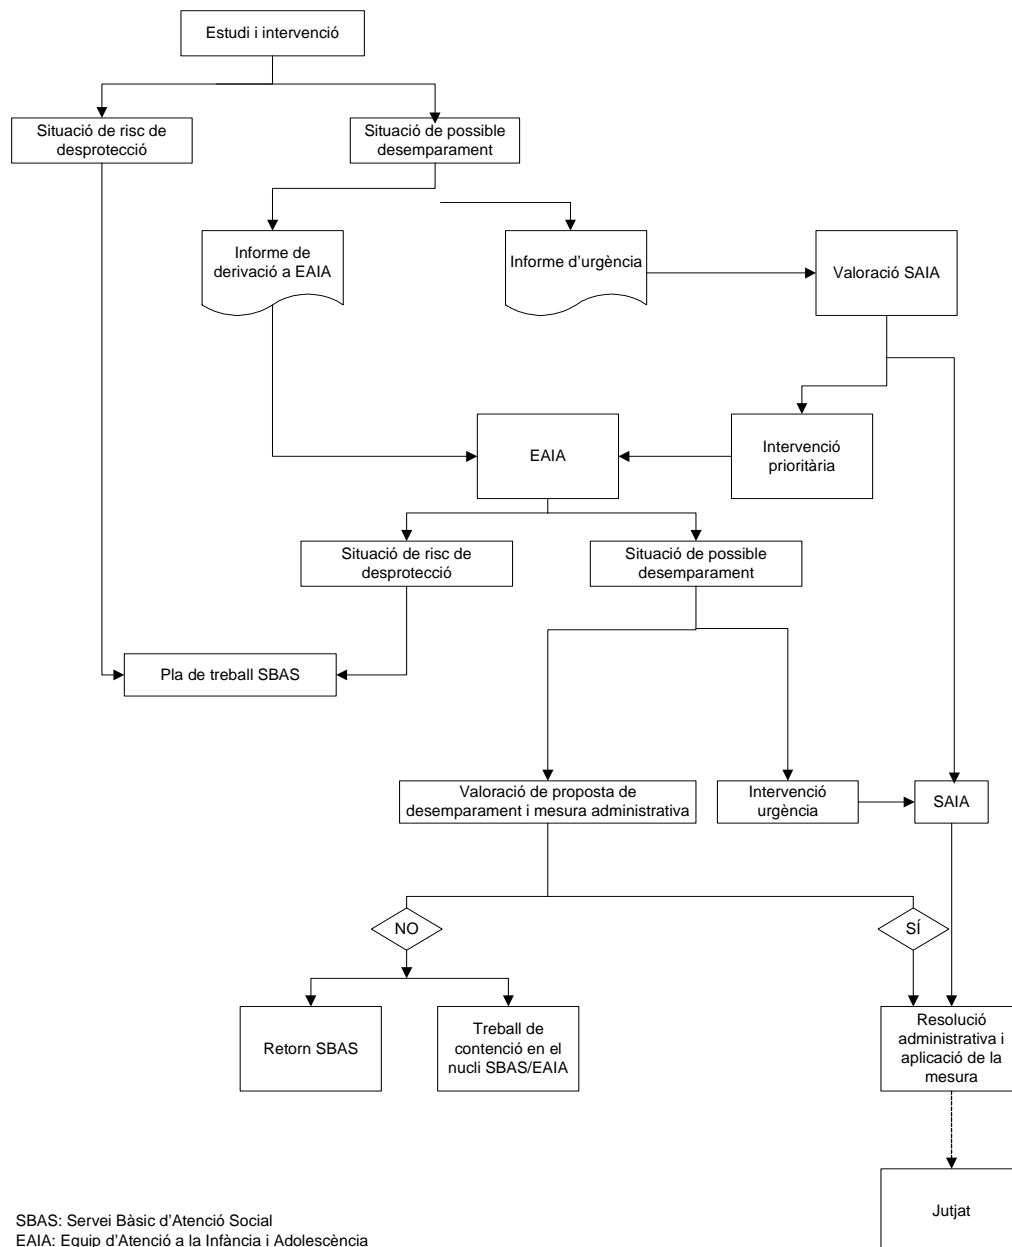 Estudi i intervenció
Situació de risc de
desprotecció
Situació de possible
desemparament
Informe de
derivació a EAIA
Informe d’urgència
Valoració SAIA
EAIA
Intervenció
prioritària
Situació de risc de
desprotecció
Situació de possible
desemparament
Pla de treball SBAS
Valoració de proposta de
desemparament i mesura administrativa
Intervenció
urgència
SAIA
NO
SÍ
Retorn SBAS
Treball de
contenció en el
nucli SBAS/EAIA
Resolució
administrativa i
aplicació de la
mesura
Jutjat
SBAS: Servei Bàsic d’Atenció Social
EAIA: Equip d’Atenció a la Infància i Adolescència